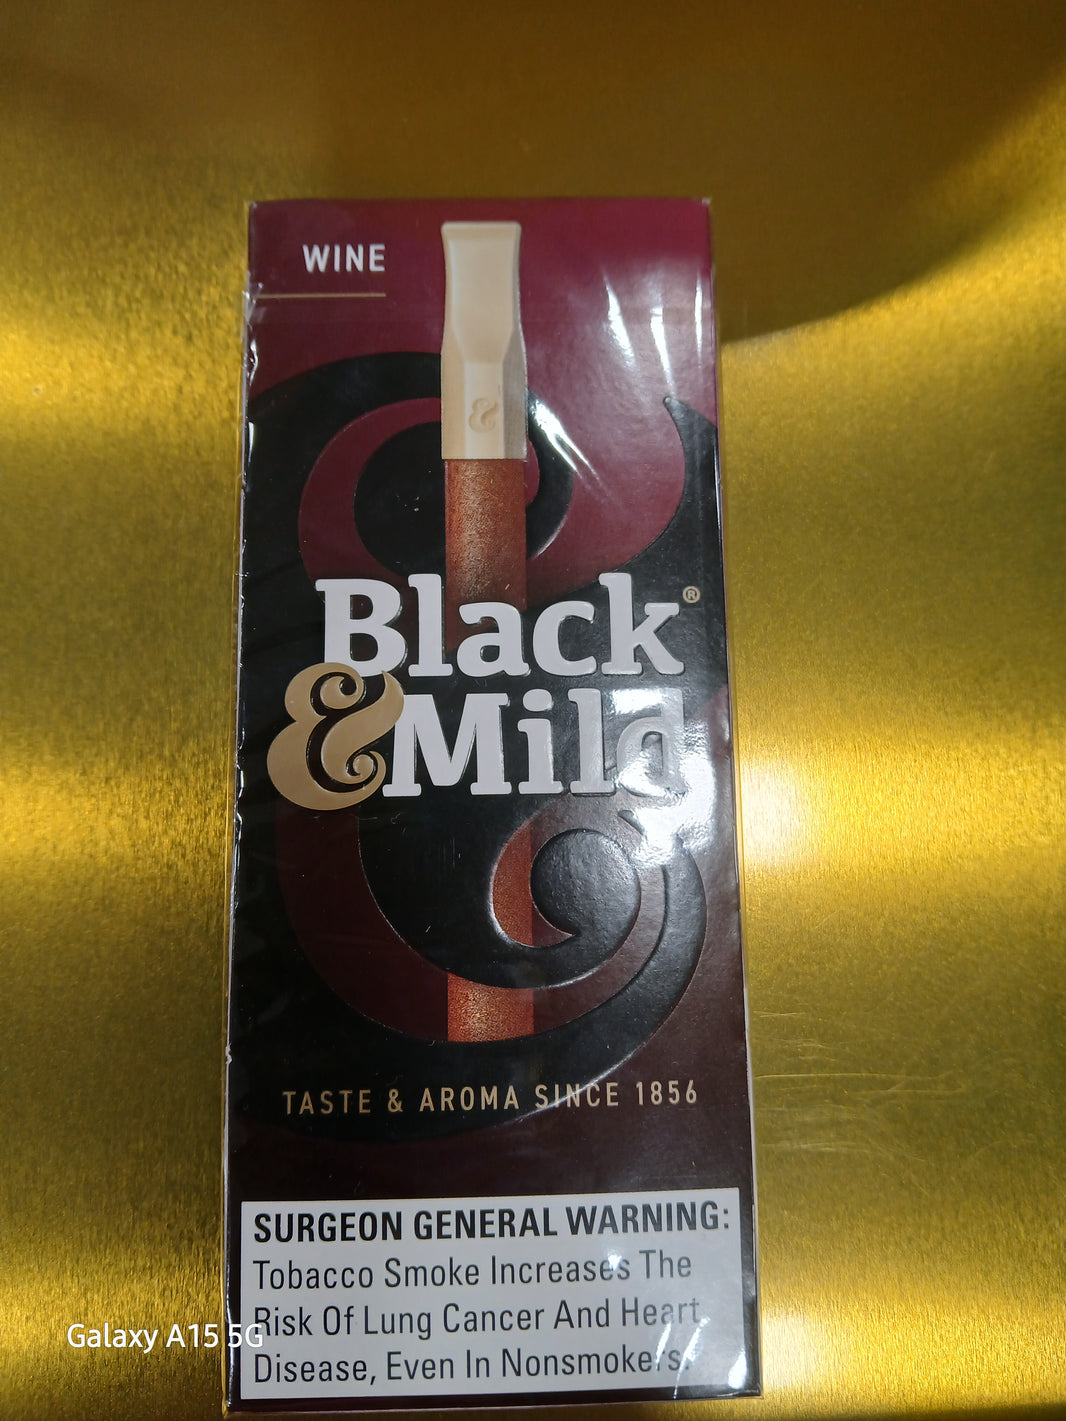 WINE
&
Black®
&Mild
TASTE & AROMA SINCE 1856
SURGEON GENERAL WARNING:
Tobacco Smoke Increases The
Risk Of Lung Cancer And Heart
Disease, Even In Nonsmokers.
Galaxy A15 5G